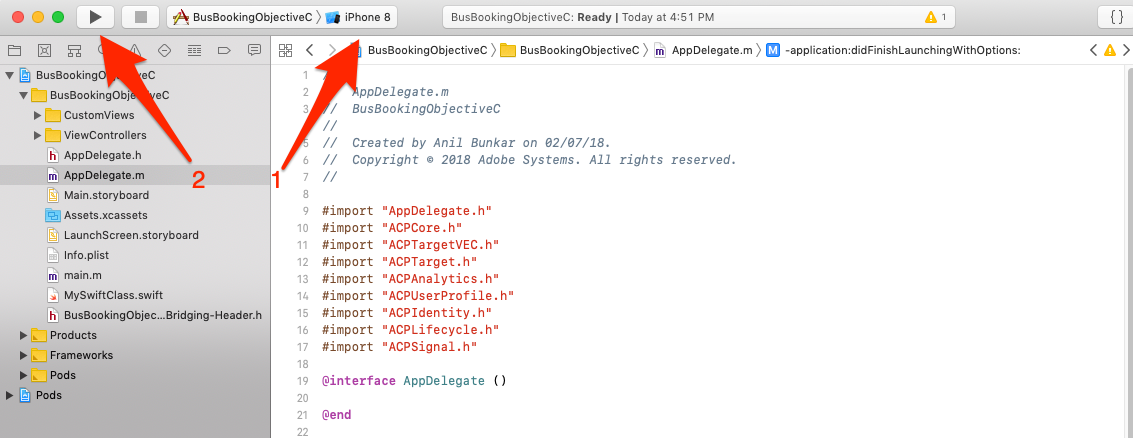 BusBookingObjectiveC iPhone 8
BusBookingObjectiveC: Ready | Today at 4:51 PM
1
{ }
BusBookingObjectiveC BusBookingObjectiveC AppDelegate.m M -application:didFinishLaunchingWithOptions:
BusBookingObjectiveC
BusBookingObjectiveC
CustomViews
ViewControllers
h AppDelegate.h
m AppDelegate.m
Main.storyboard
Assets.xcassets
LaunchScreen.storyboard
Info.plist
m main.m
MySwiftClass.swift
h BusBookingObjec...Bridging-Header.h
Products
Frameworks
Pods
Pods
2
1
1 //
2 // AppDelegate.m
3 // BusBookingObjectiveC
4 //
5 // Created by Anil Bunkar on 02/07/18.
6 // Copyright © 2018 Adobe Systems. All rights reserved.
7 //
8
9 #import "AppDelegate.h"
10 #import "ACPCore.h"
11 #import "ACPTargetVEC.h"
12 #import "ACPTarget.h"
13 #import "ACPAnalytics.h"
14 #import "ACPUserProfile.h"
15 #import "ACPIdentity.h"
16 #import "ACPLifecycle.h"
17 #import "ACPSignal.h"
18
19 @interface AppDelegate ()
20
21 @end
22